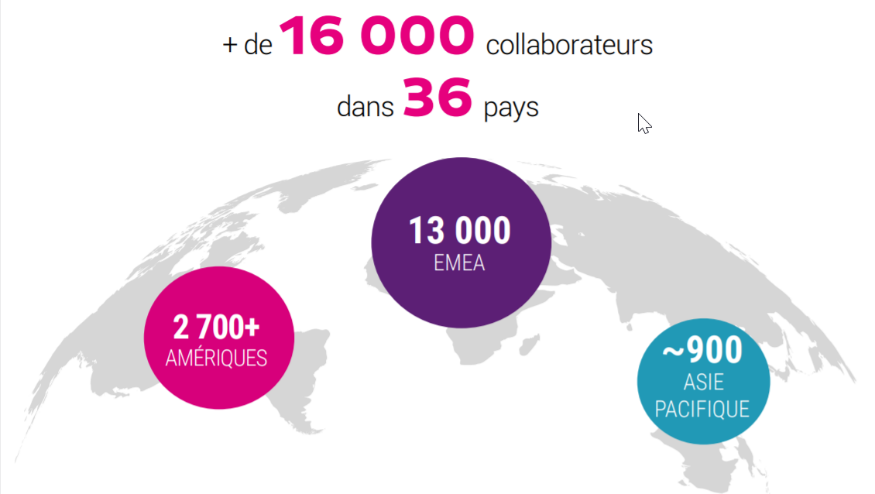 + de 16 000 collaborateurs
dans 36 pays
13 000
EMEA
2 700+
AMÉRIQUES
~900
ASIE
PACIFIQUE